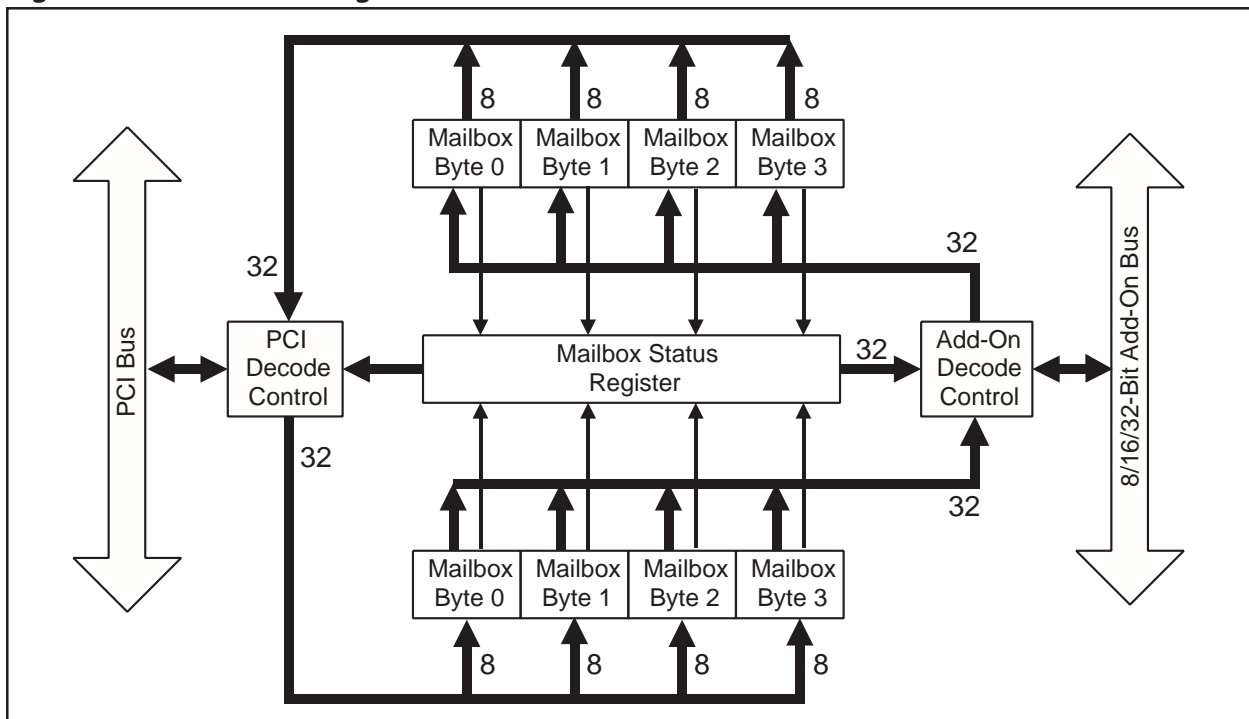 8 8 8 8
Mailbox Mailbox Mailbox Mailbox
Byte 0 Byte 1 Byte 2 Byte 3
32
32
PCI Bus
PCI
Decode
Control
Mailbox Status
Register
32
Add-On
Decode
Control
8/16/32-Bit Add-On Bus
32
32
Mailbox Mailbox Mailbox Mailbox
Byte 0 Byte 1 Byte 2 Byte 3
8 8 8 8